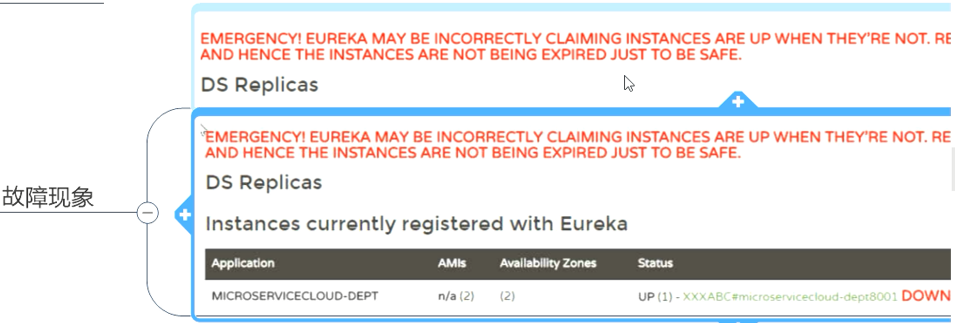 EMERGENCY! EUREKA MAY BE INCORRECTLY CLAIMING INSTANCES ARE UP WHEN THEY'RE NOT. RE
AND HENCE THE INSTANCES ARE NOT BEING EXPIRED JUST TO BE SAFE.
DS Replicas
故障现象
EMERGENCY! EUREKA MAY BE INCORRECTLY CLAIMING INSTANCES ARE UP WHEN THEY'RE NOT. RE
AND HENCE THE INSTANCES ARE NOT BEING EXPIRED JUST TO BE SAFE.
DS Replicas
Instances currently registered with Eureka
Application AMIs Availability Zones Status
MICROSERVICECLOUD-DEPT n/a (2) (2) UP (1) - XXXABC#microservicecloud-dept8001 DOWN